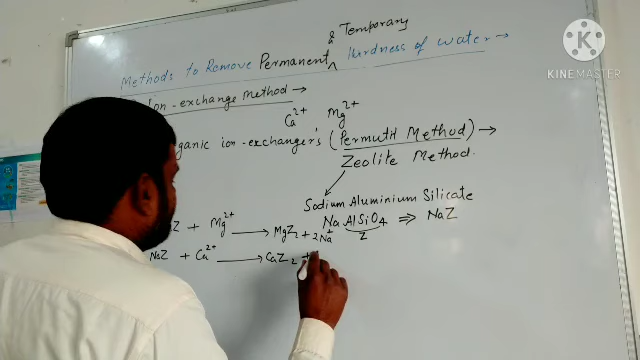 & Temporary
Methods to Remove Permanent ^ Hardness of water →
Ion-exchange Method →
Ca2+ Mg2+
ion-exchanger's (Permutit Method) →
Zeolite Method.
Sodium Aluminium Silicate
Na AlSiO4 ⇒ NaZ
Z
Z + Mg2+ → MgZ2 + 2Na+
NaZ + Ca2+ → CaZ2 +
KINEMASTER